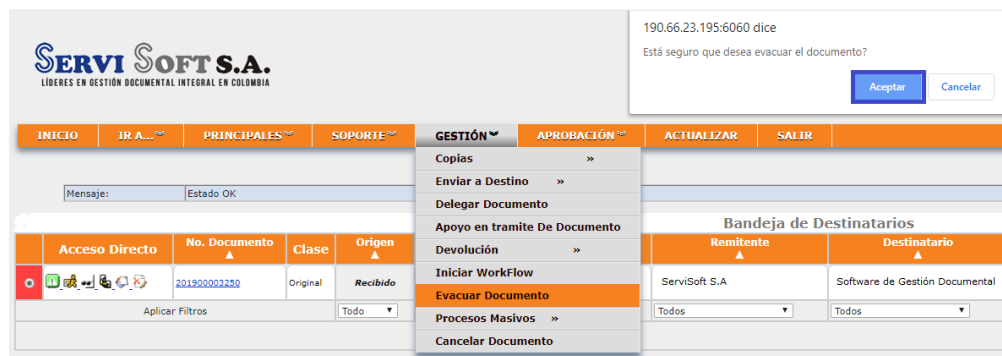 190.66.23.195:6060 dice
Está seguro que desea evacuar el documento?
Aceptar
Cancelar
SERVI SOFT S.A.
LÍDERES EN GESTIÓN DOCUMENTAL INTEGRAL EN COLOMBIA
INICIO IR A... PRINCIPALES SOPORTE GESTIÓN APROBACIÓN ACTUALIZAR SALIR
Copias »
Enviar a Destino »
Delegar Documento
Apoyo en tramite De Documento
Devolución »
Iniciar WorkFlow
Evacuar Documento
Procesos Masivos »
Cancelar Documento
Mensaje: Estado OK
Bandeja de Destinatarios
Acceso Directo No. Documento Clase Origen Remitente Destinatario
201900003250 Original Recibido ServiSoft S.A Software de Gestión Documental
Aplicar Filtros Todo Todos Todos